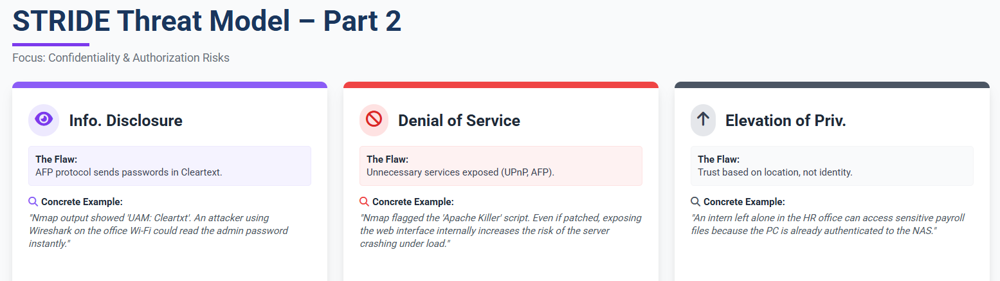 STRIDE Threat Model – Part 2
Focus: Confidentiality & Authorization Risks
Info. Disclosure
The Flaw:
AFP protocol sends passwords in Cleartext.
Concrete Example:
"Nmap output showed 'UAM: Cleartxt'. An attacker using
Wireshark on the office Wi-Fi could read the admin password
instantly."
Denial of Service
The Flaw:
Unnecessary services exposed (UPnP, AFP).
Concrete Example:
"Nmap flagged the 'Apache Killer' script. Even if patched, exposing
the web interface internally increases the risk of the server
crashing under load."
Elevation of Priv.
The Flaw:
Trust based on location, not identity.
Concrete Example:
"An intern left alone in the HR office can access sensitive payroll
files because the PC is already authenticated to the NAS."